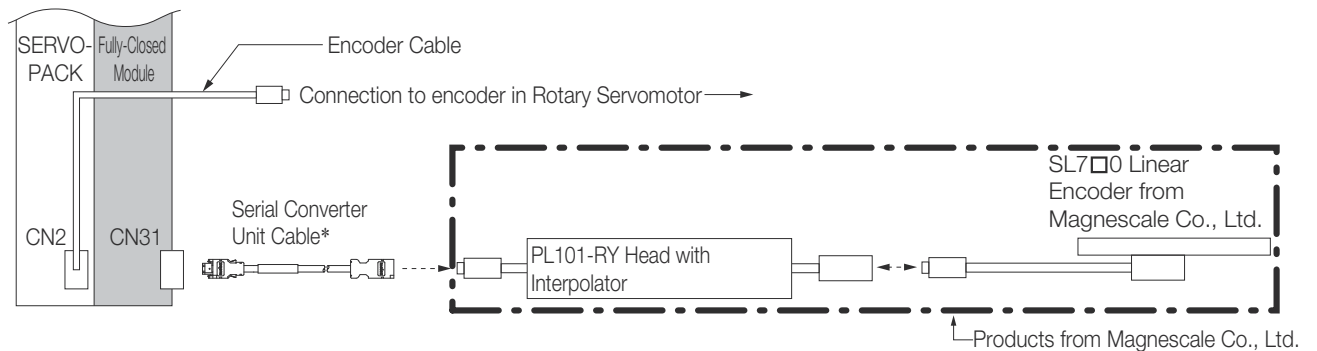 SERVO-
PACK
Fully-Closed
Module
Encoder Cable
Connection to encoder in Rotary Servomotor
CN2
CN31
Serial Converter
Unit Cable*
PL101-RY Head with
Interpolator
SL7□0 Linear
Encoder from
Magnescale Co., Ltd.
Products from Magnescale Co., Ltd.